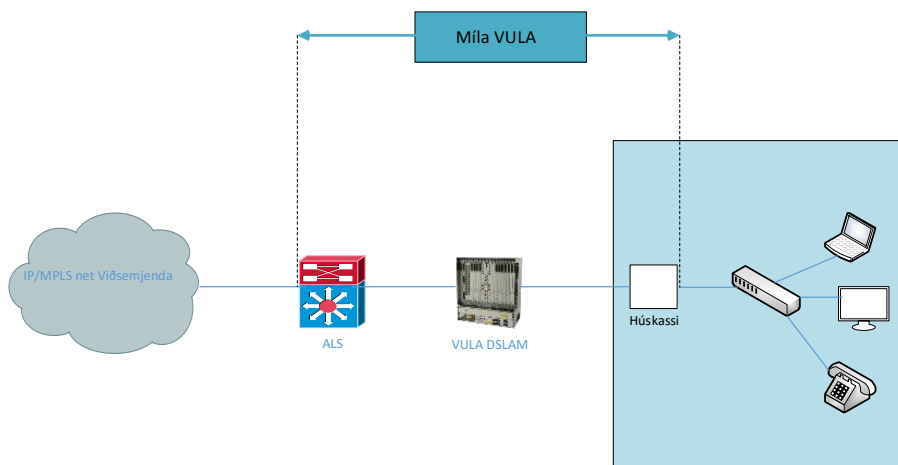 Míla VULA
IP/MPLS net Viðsemjenda
ALS
VULA DSLAM
Húskassi